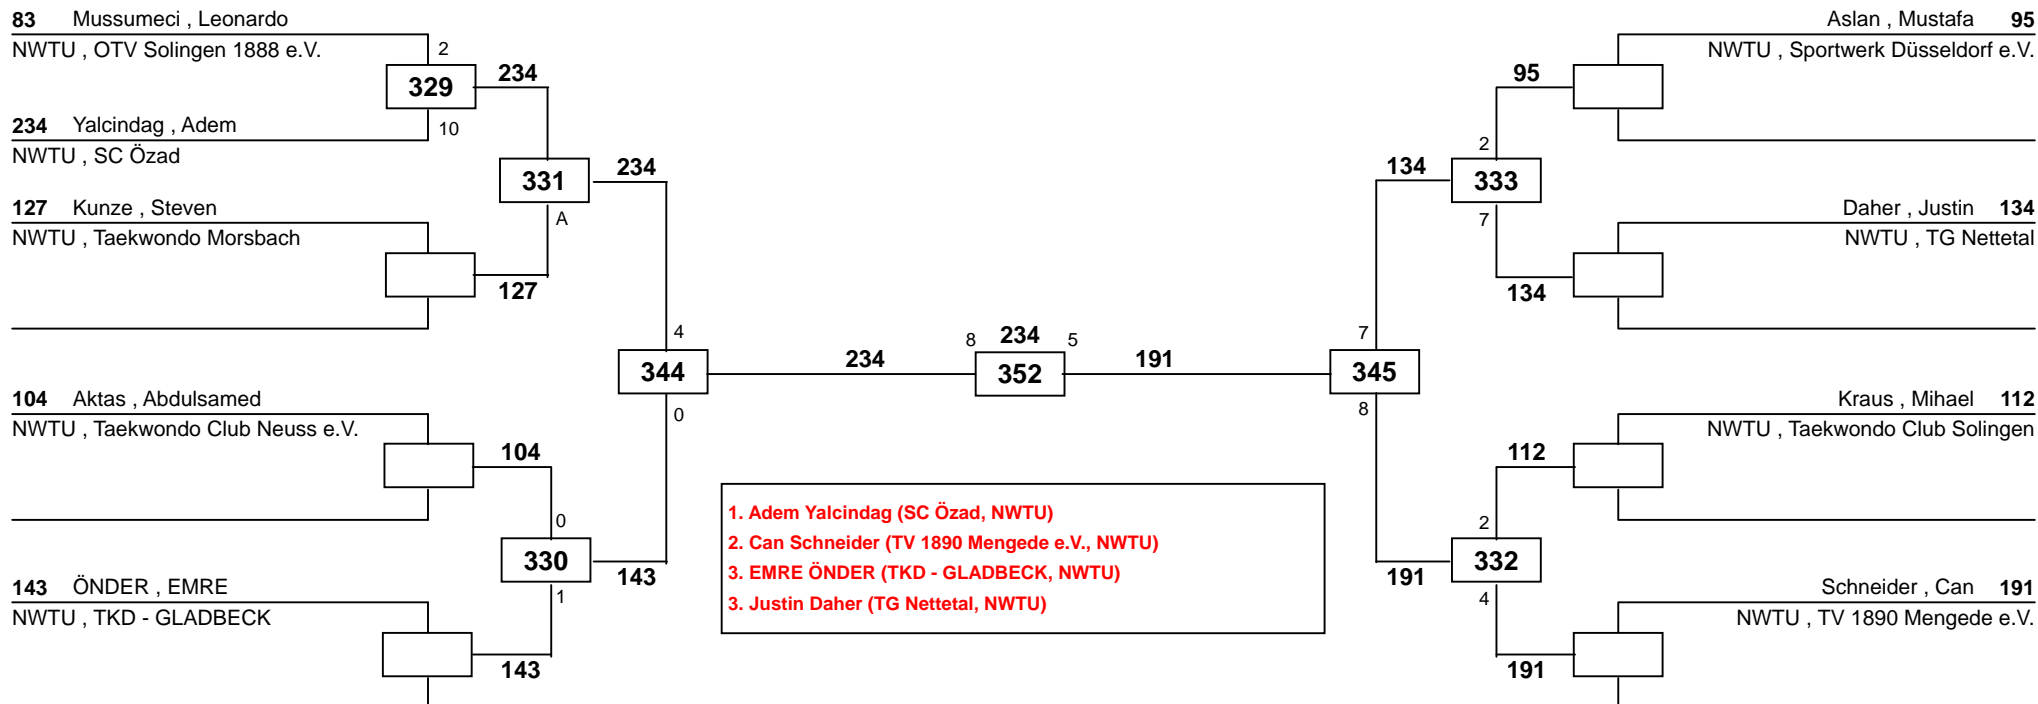 83 Mussumeci , Leonardo
NWTU , OTV Solingen 1888 e.V.
2
329
234
10
234 Yalcindag , Adem
NWTU , SC Özad
331
234
A
127 Kunze , Steven
NWTU , Taekwondo Morsbach
127
4
344
0
234
104 Aktas , Abdulsamed
NWTU , Taekwondo Club Neuss e.V.
104
0
330
1
143
143 ÖNDER , EMRE
NWTU , TKD - GLADBECK
143
8 234 5
352
191
1. Adem Yalcindag (SC Özad, NWTU)
2. Can Schneider (TV 1890 Mengede e.V., NWTU)
3. EMRE ÖNDER (TKD - GLADBECK, NWTU)
3. Justin Daher (TG Nettetal, NWTU)
Aslan , Mustafa 95
NWTU , Sportwerk Düsseldorf e.V.
95
2
134
333
7
Daher , Justin 134
NWTU , TG Nettetal
134
7
345
8
Kraus , Mihael 112
NWTU , Taekwondo Club Solingen
112
2
332
191
4
Schneider , Can 191
NWTU , TV 1890 Mengede e.V.
191